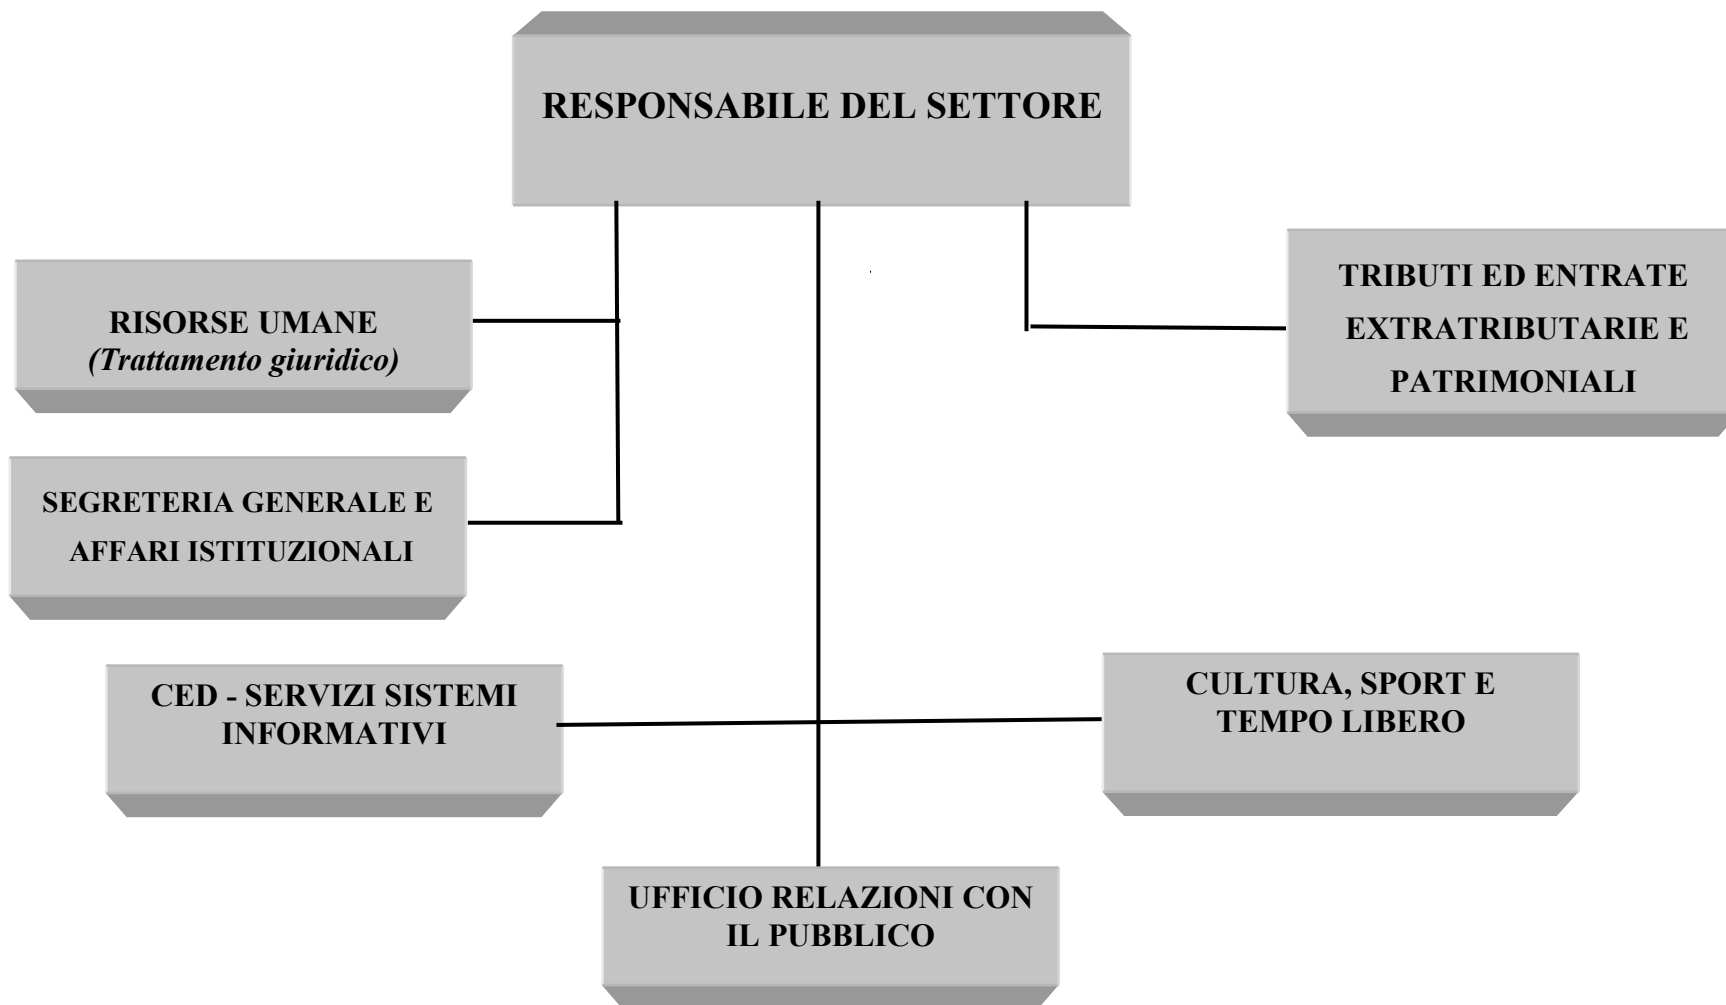 RESPONSABILE DEL SETTORE
RISORSE UMANE
(Trattamento giuridico)
TRIBUTI ED ENTRATE
EXTRATRIBUTARIE E
PATRIMONIALI
SEGRETERIA GENERALE E
AFFARI ISTITUZIONALI
CED - SERVIZI SISTEMI
INFORMATIVI
CULTURA, SPORT E
TEMPO LIBERO
UFFICIO RELAZIONI CON
IL PUBBLICO